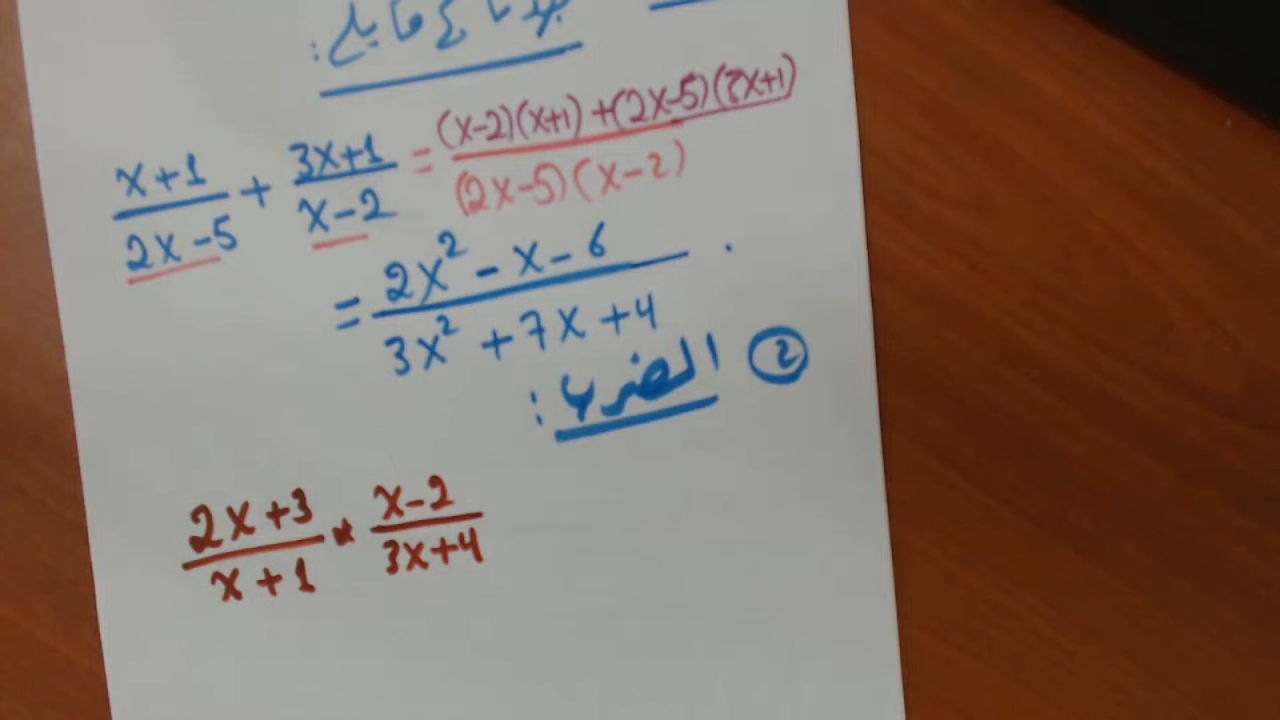 x+1/2x-5 + 3x+1/x-2 = (x-2)(x+1)+(2x-5)(3x+1)/(2x-5)(x-2)
= 2x²-x-6/3x²+7x+4 .
② الضرب :
2x+3/x+1 * x-2/3x+4